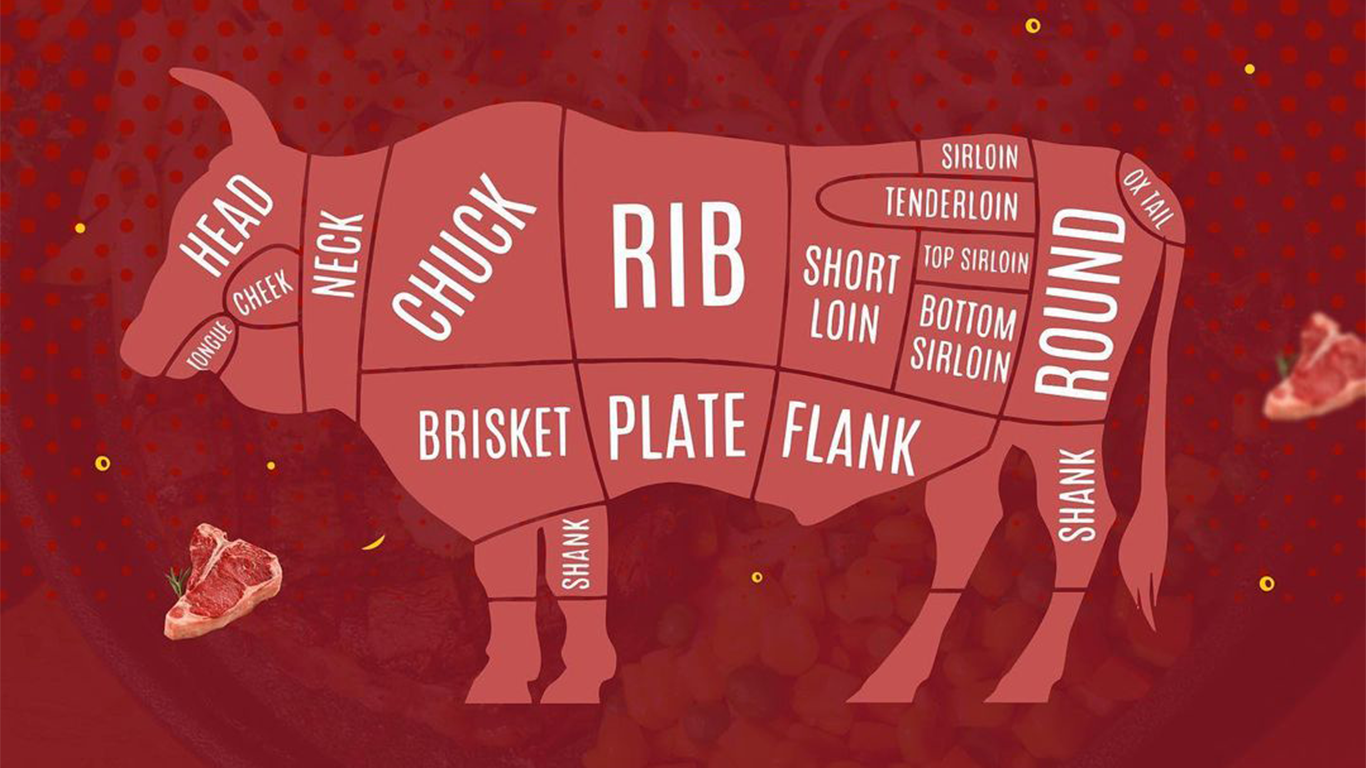 HEAD
CHEEK
TONGUE
NECK
CHUCK
RIB
SHORT
LOIN
SIRLOIN
TENDERLOIN
TOP SIRLOIN
BOTTOM
SIRLOIN
ROUND
OX TAIL
BRISKET
PLATE
FLANK
SHANK
SHANK